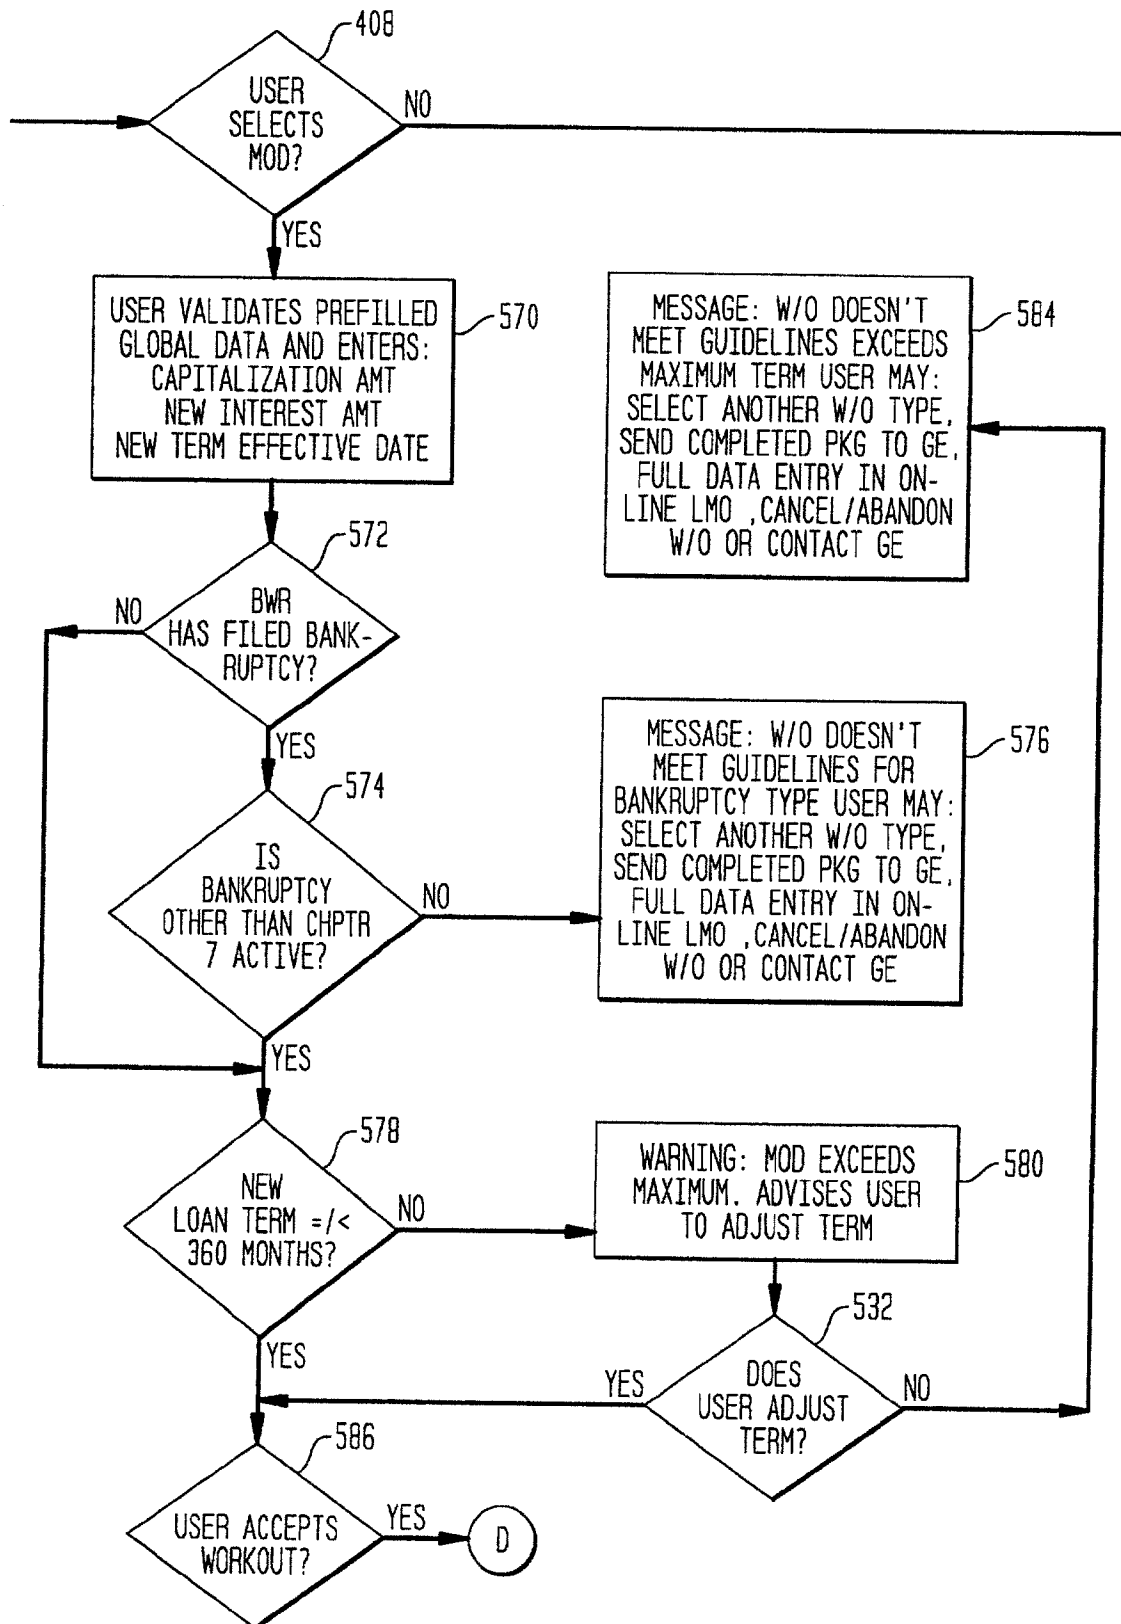 408
USER
SELECTS
MOD?
NO
YES
USER VALIDATES PREFILLED
GLOBAL DATA AND ENTERS:
CAPITALIZATION AMT
NEW INTEREST AMT
NEW TERM EFFECTIVE DATE
570
MESSAGE: W/O DOESN'T
MEET GUIDELINES EXCEEDS
MAXIMUM TERM USER MAY:
SELECT ANOTHER W/O TYPE,
SEND COMPLETED PKG TO GE,
FULL DATA ENTRY IN ON-
LINE LMO ,CANCEL/ABANDON
W/O OR CONTACT GE
584
572
BWR
HAS FILED BANK-
RUPTCY?
NO
YES
574
IS
BANKRUPTCY
OTHER THAN CHPTR
7 ACTIVE?
NO
YES
MESSAGE: W/O DOESN'T
MEET GUIDELINES FOR
BANKRUPTCY TYPE USER MAY:
SELECT ANOTHER W/O TYPE,
SEND COMPLETED PKG TO GE,
FULL DATA ENTRY IN ON-
LINE LMO ,CANCEL/ABANDON
W/O OR CONTACT GE
576
578
NEW
LOAN TERM =/<
360 MONTHS?
NO
YES
WARNING: MOD EXCEEDS
MAXIMUM. ADVISES USER
TO ADJUST TERM
580
532
DOES
USER ADJUST
TERM?
YES
NO
586
USER ACCEPTS
WORKOUT?
YES
D